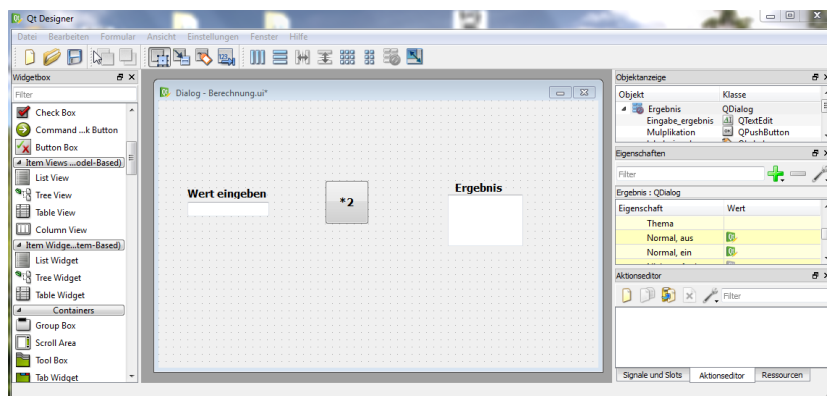 Qt Designer
Datei Bearbeiten Formular Ansicht Einstellungen Fenster Hilfe
Widgetbox
Filter
Check Box
Command ...k Button
Button Box
Item Views ...odel-Based)
List View
Tree View
Table View
Column View
Item Widge...tem-Based)
List Widget
Tree Widget
Table Widget
Containers
Group Box
Scroll Area
Tool Box
Tab Widget
Dialog - Berechnung.ui*
Wert eingeben
*2
Ergebnis
Objektanzeige
Objekt Klasse
Ergebnis QDialog
Eingabe_ergebnis QTextEdit
Mulplikation QPushButton
Eigenschaften
Filter
Ergebnis : QDialog
Eigenschaft Wert
Thema
Normal, aus
Normal, ein
Aktionseditor
Filter
Signale und Slots Aktionseditor Ressourcen